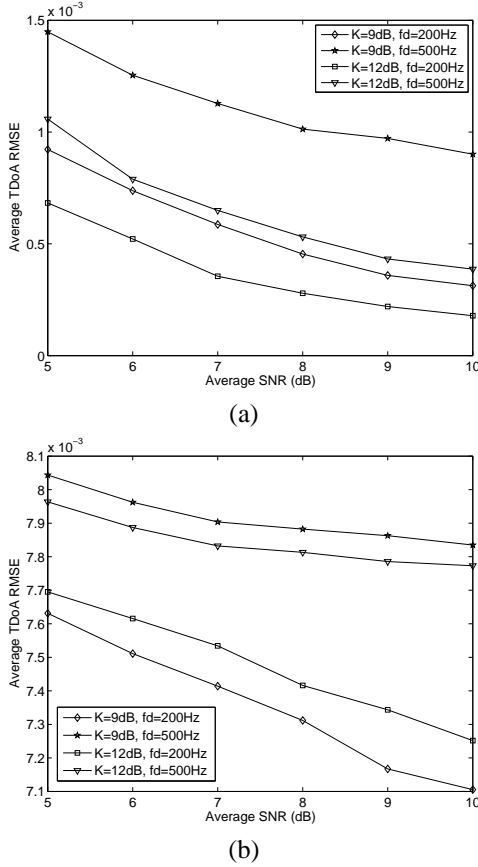 x 10⁻³
1.5
1
0.5
0
Average TDoA RMSE
K=9dB, fd=200Hz
K=9dB, fd=500Hz
K=12dB, fd=200Hz
K=12dB, fd=500Hz
5 6 7 8 9 10
Average SNR (dB)
(a)
x 10⁻³
8.1
8
7.9
7.8
7.7
7.6
7.5
7.4
7.3
7.2
7.1
Average TDoA RMSE
K=9dB, fd=200Hz
K=9dB, fd=500Hz
K=12dB, fd=200Hz
K=12dB, fd=500Hz
5 6 7 8 9 10
Average SNR (dB)
(b)